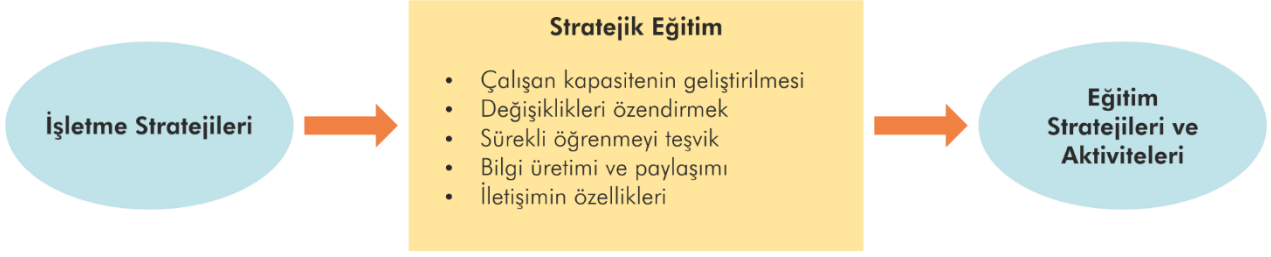 İşletme Stratejileri
Stratejik Eğitim
• Çalışan kapasitenin geliştirilmesi
• Değişiklikleri özendirmek
• Sürekli öğrenmeyi teşvik
• Bilgi üretimi ve paylaşımı
• İletişimin özellikleri
Eğitim
Stratejileri ve
Aktiviteleri